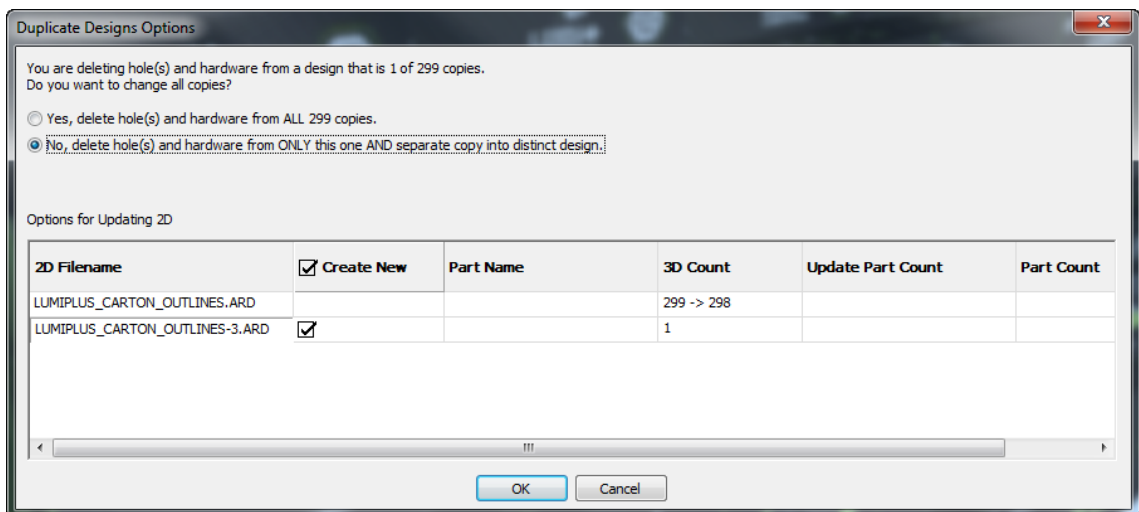 Duplicate Designs Options
You are deleting hole(s) and hardware from a design that is 1 of 299 copies.
Do you want to change all copies?
Yes, delete hole(s) and hardware from ALL 299 copies.
No, delete hole(s) and hardware from ONLY this one AND separate copy into distinct design.
Options for Updating 2D
2D Filename Create New Part Name 3D Count Update Part Count Part Count
LUMIPLUS_CARTON_OUTLINES.ARD 299 -> 298
LUMIPLUS_CARTON_OUTLINES-3.ARD 1
OK Cancel